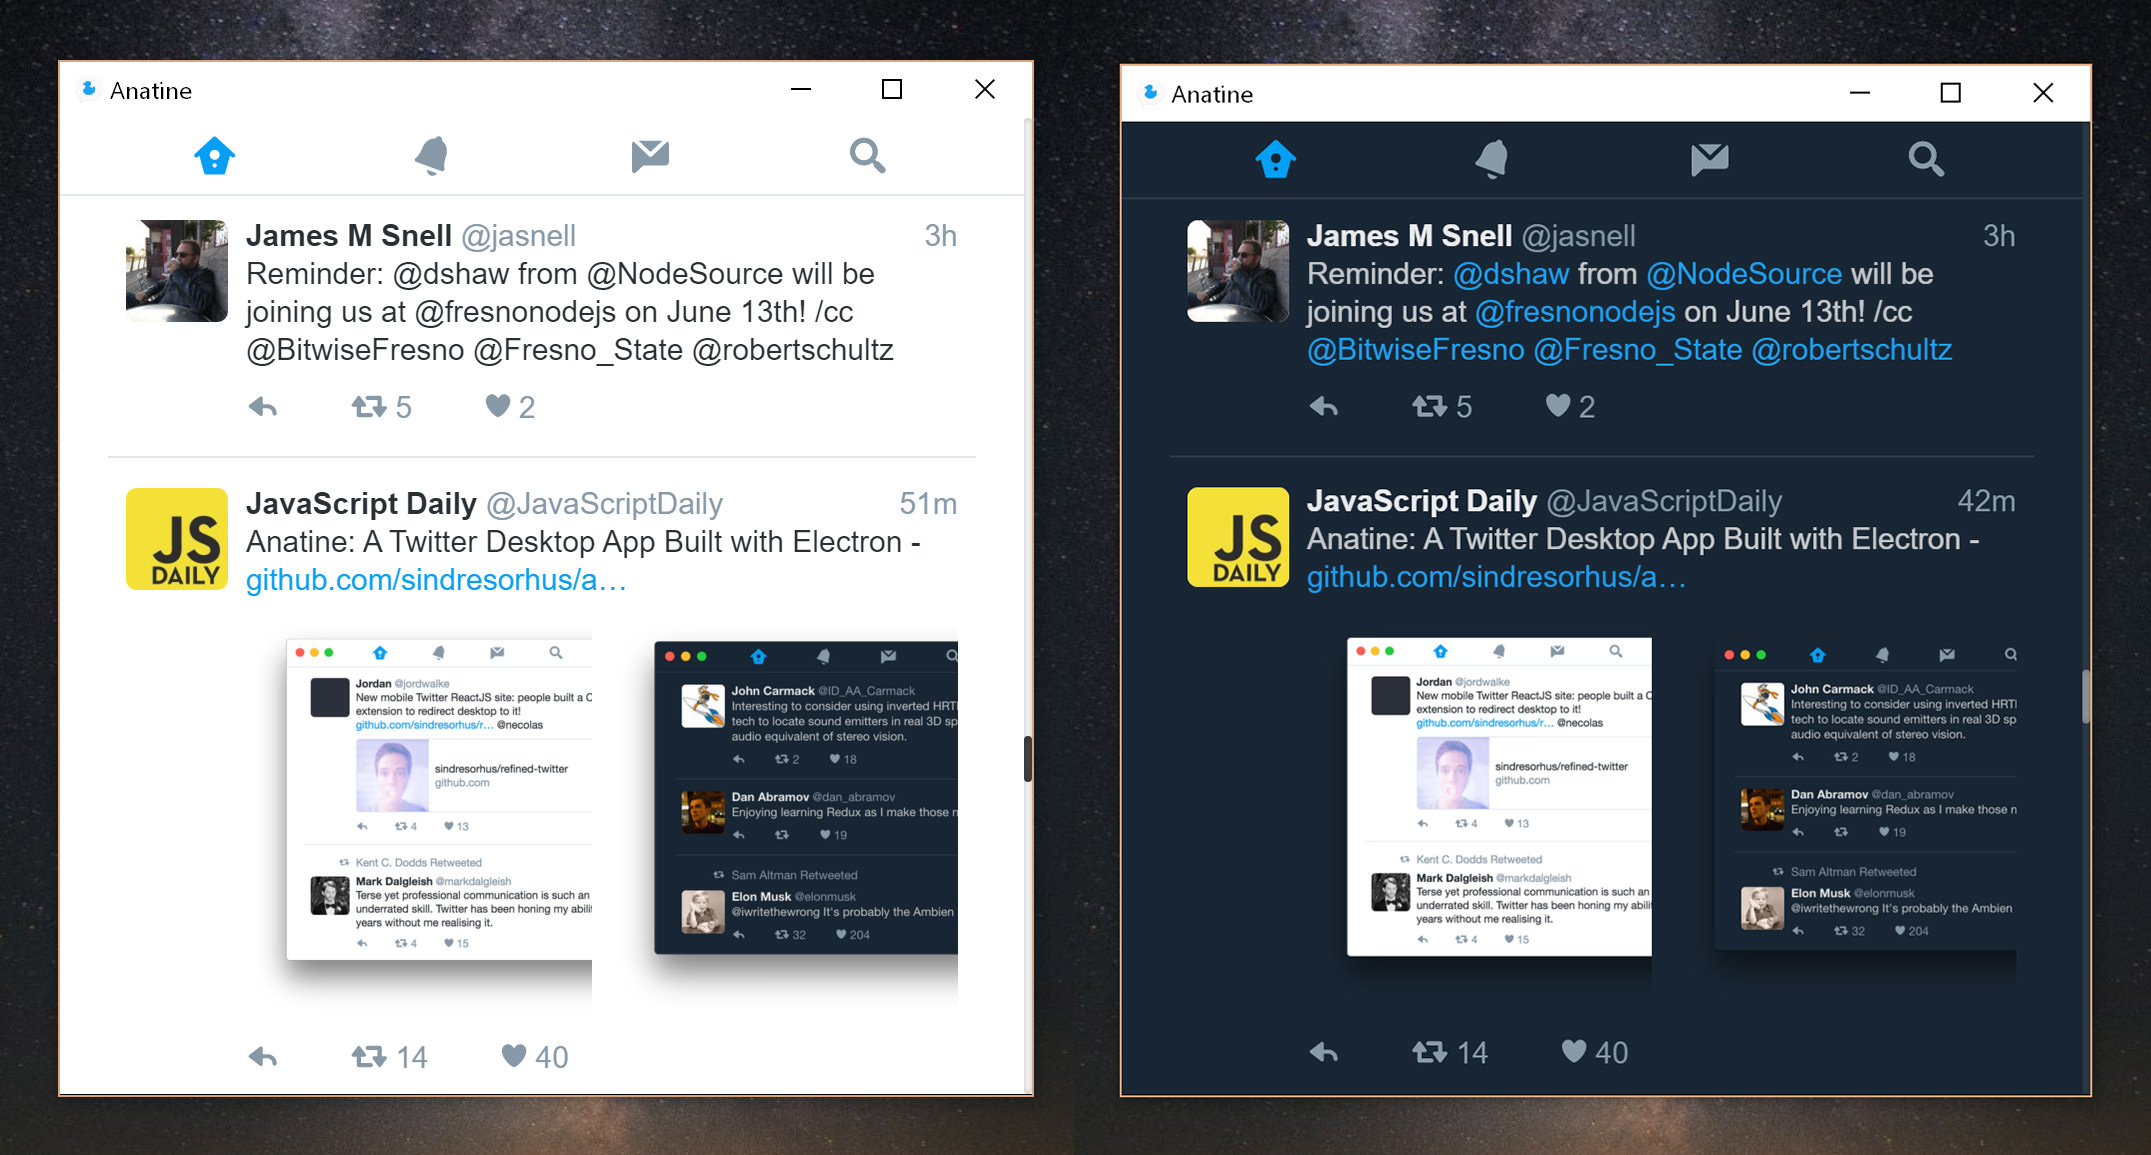 Anatine
James M Snell @jasnell 3h
Reminder: @dshaw from @NodeSource will be
joining us at @fresnonodejs on June 13th! /cc
@BitwiseFresno @Fresno_State @robertschultz
5 2
JavaScript Daily @JavaScriptDaily 51m
Anatine: A Twitter Desktop App Built with Electron -
github.com/sindresorhus/a…
JS
DAILY
Jordan @jordwalke
New mobile Twitter ReactJS site: people built a C
extension to redirect desktop to it!
github.com/sindresorhus/r… @necolas
sindresorhus/refined-twitter
github.com
4 13
Kent C. Dodds Retweeted
Mark Dalgleish @markdalgleish
Terse yet professional communication is such an
underrated skill. Twitter has been honing my abili
years without me realising it.
4 15
John Carmack @ID_AA_Carmack
Interesting to consider using inverted HRT
tech to locate sound emitters in real 3D sp
audio equivalent of stereo vision.
2 18
Dan Abramov @dan_abramov
Enjoying learning Redux as I make those n
19
Sam Altman Retweeted
Elon Musk @elonmusk
@iwritethewrong It's probably the Ambien
32 204
14 40
Anatine
James M Snell @jasnell 3h
Reminder: @dshaw from @NodeSource will be
joining us at @fresnonodejs on June 13th! /cc
@BitwiseFresno @Fresno_State @robertschultz
5 2
JavaScript Daily @JavaScriptDaily 42m
Anatine: A Twitter Desktop App Built with Electron -
github.com/sindresorhus/a…
JS
DAILY
Jordan @jordwalke
New mobile Twitter ReactJS site: people built a C
extension to redirect desktop to it!
github.com/sindresorhus/r… @necolas
sindresorhus/refined-twitter
github.com
4 13
Kent C. Dodds Retweeted
Mark Dalgleish @markdalgleish
Terse yet professional communication is such an
underrated skill. Twitter has been honing my abili
years without me realising it.
4 15
John Carmack @ID_AA_Carmack
Interesting to consider using inverted HRT
tech to locate sound emitters in real 3D sp
audio equivalent of stereo vision.
2 18
Dan Abramov @dan_abramov
Enjoying learning Redux as I make those n
19
Sam Altman Retweeted
Elon Musk @elonmusk
@iwritethewrong It's probably the Ambien
32 204
14 40